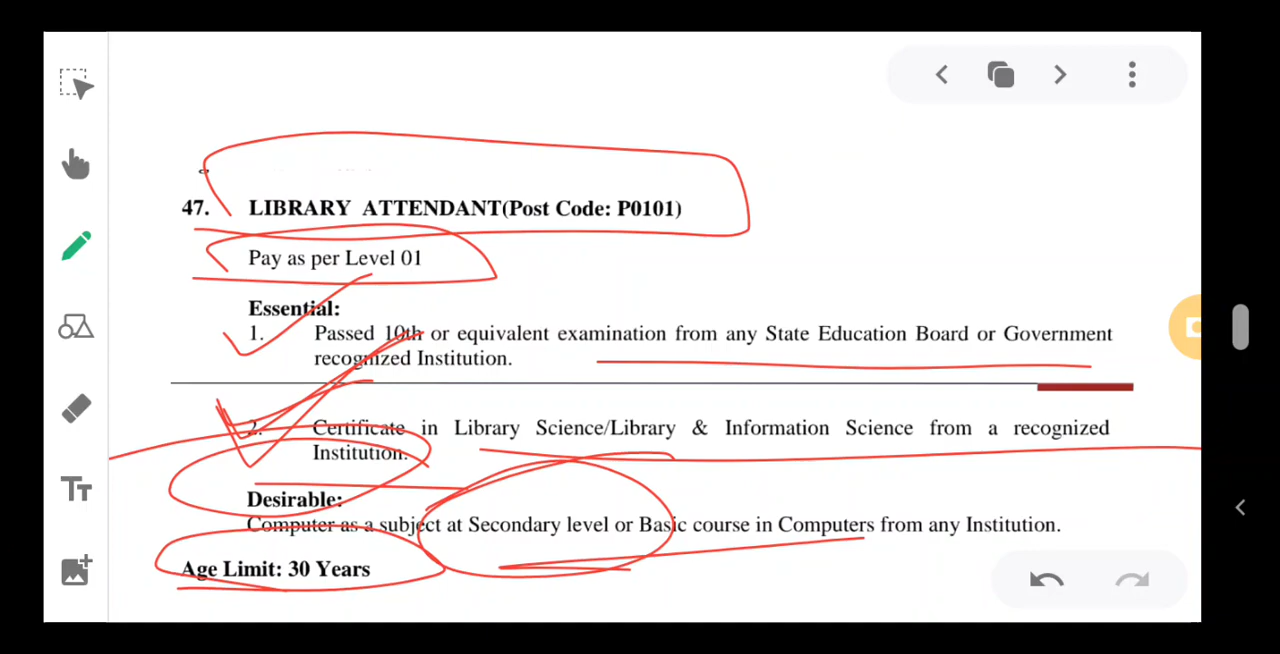 47. LIBRARY ATTENDANT(Post Code: P0101)
Pay as per Level 01
Essential:
1. Passed 10th or equivalent examination from any State Education Board or Government
recognized Institution.
2. Certificate in Library Science/Library & Information Science from a recognized
Institution.
Desirable:
Computer as a subject at Secondary level or Basic course in Computers from any Institution.
Age Limit: 30 Years
TT